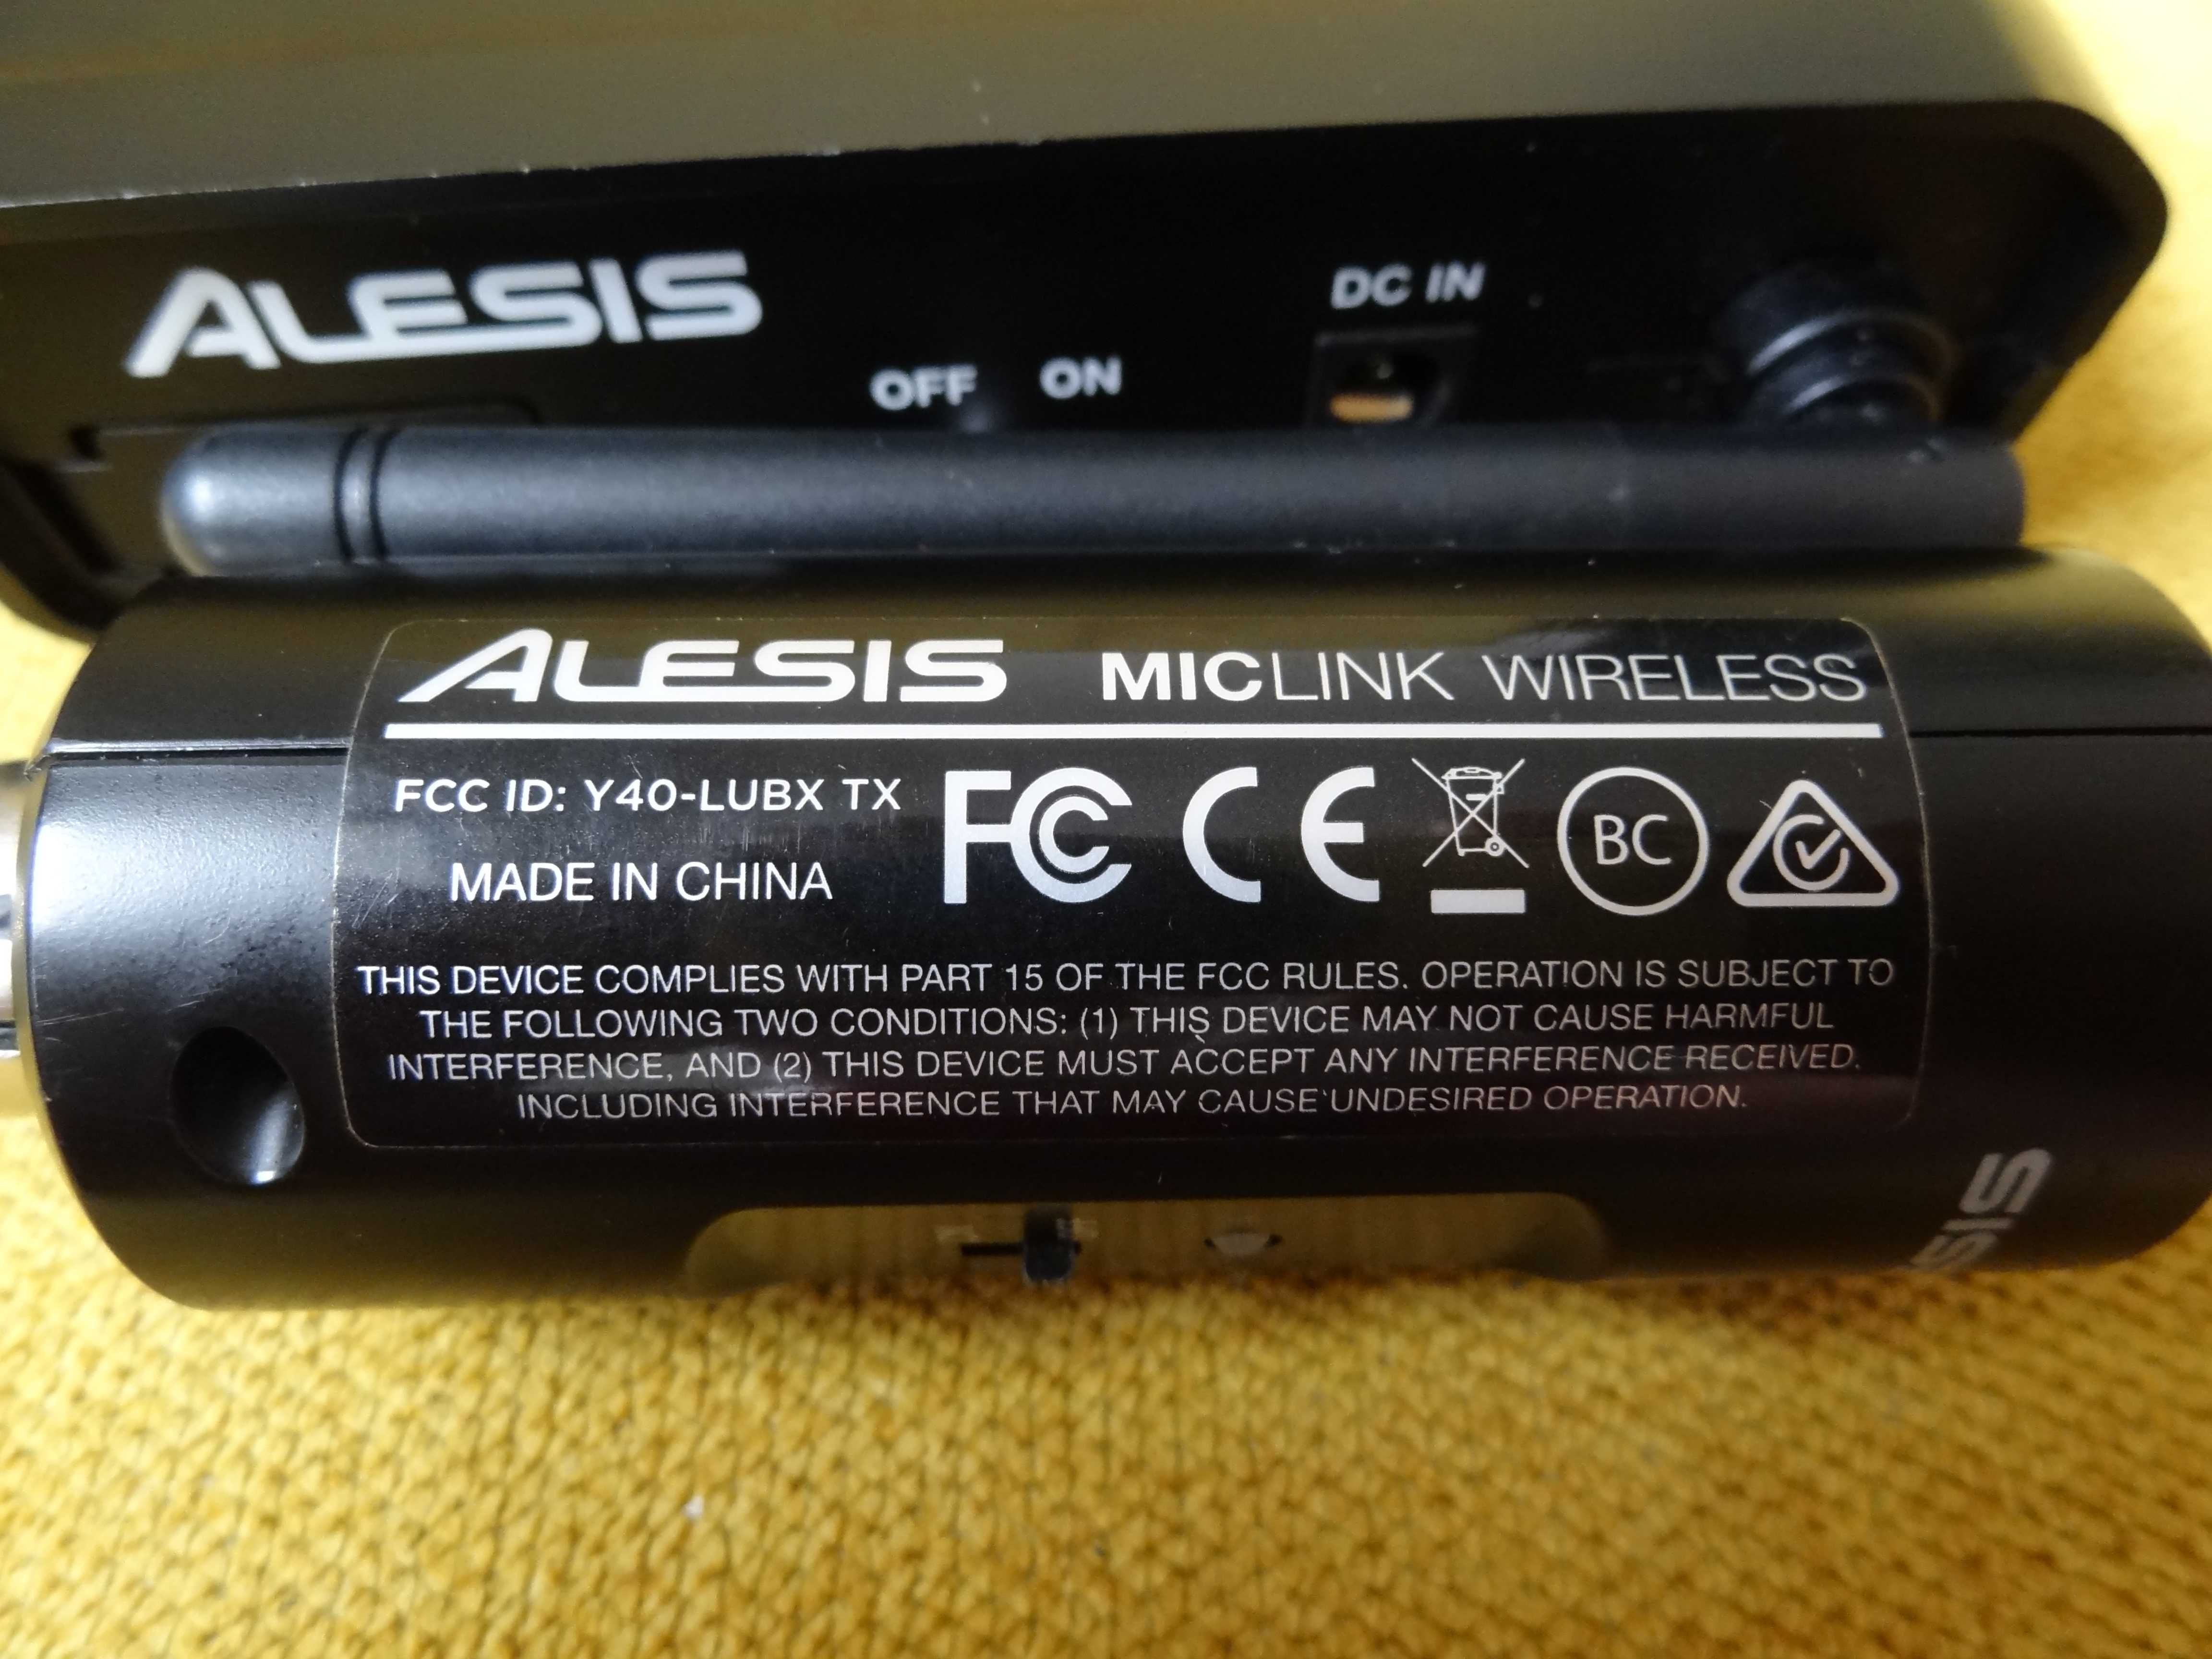 ALESIS
DC IN
OFF ON
ALESIS MICLINK WIRELESS
FCC ID: Y40-LUBX TX
MADE IN CHINA
FC CE BC
THIS DEVICE COMPLIES WITH PART 15 OF THE FCC RULES. OPERATION IS SUBJECT TO
THE FOLLOWING TWO CONDITIONS: (1) THIS DEVICE MAY NOT CAUSE HARMFUL
INTERFERENCE, AND (2) THIS DEVICE MUST ACCEPT ANY INTERFERENCE RECEIVED.
INCLUDING INTERFERENCE THAT MAY CAUSE UNDESIRED OPERATION.
SIS